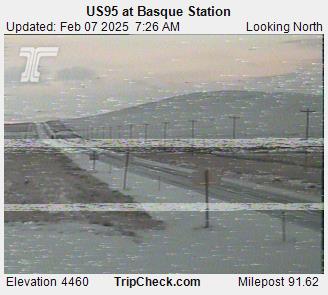 US95 at Basque Station
Updated: Feb 07 2025 7:26 AM Looking North
Elevation 4460 TripCheck.com Milepost 91.62